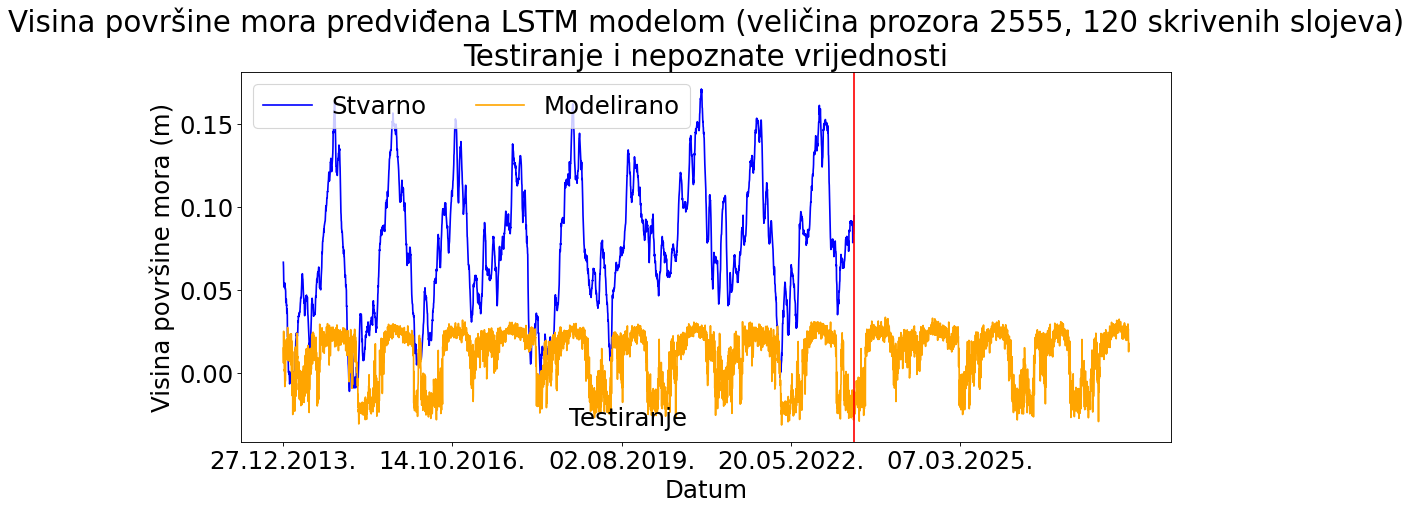 Visina površine mora predviđena LSTM modelom (veličina prozora 2555, 120 skrivenih slojeva)
Testiranje i nepoznate vrijednosti
Stvarno Modelirano
Visina površine mora (m)
0.15
0.10
0.05
0.00
Testiranje
27.12.2013. 14.10.2016. 02.08.2019. 20.05.2022. 07.03.2025.
Datum